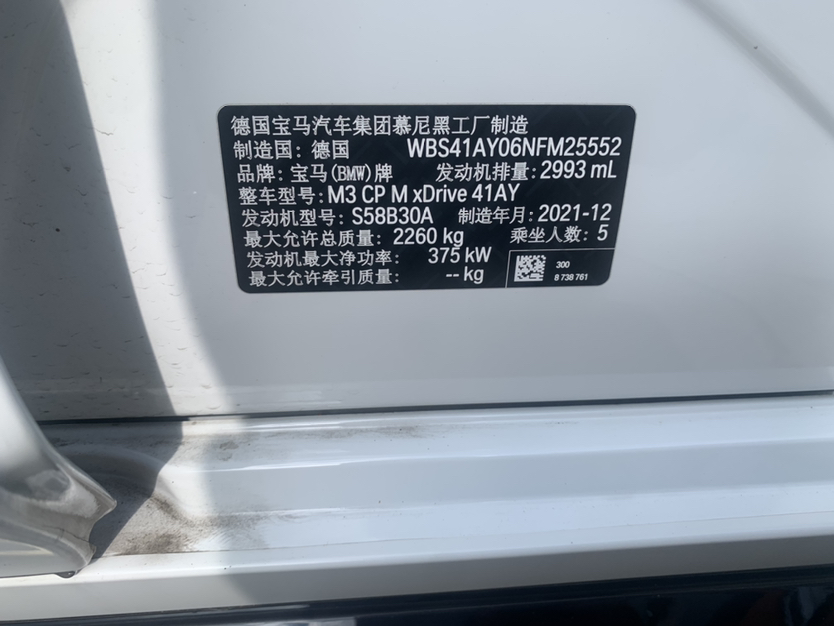 德国宝马汽车集团慕尼黑工厂制造
制造国：德国 WBS41AY06NFM25552
品牌：宝马(BMW)牌 发动机排量：2993 mL
整车型号：M3 CP M xDrive 41AY
发动机型号：S58B30A 制造年月：2021-12
最大允许总质量：2260 kg 乘坐人数：5
发动机最大净功率：375 kW
最大允许牵引质量：-- kg
300
8 738 761